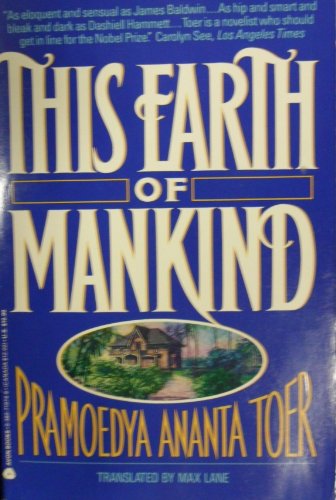 "As eloquent and sensual as James Baldwin...As hip and smart and
bleak and dark as Dashiell Hammett...Toer is a novelist who should
get in line for the Nobel Prize." Carolyn See, Los Angeles Times
THIS EARTH
OF
MANKIND
PRAMOEDYA ANANTA TOER
TRANSLATED BY MAX LANE